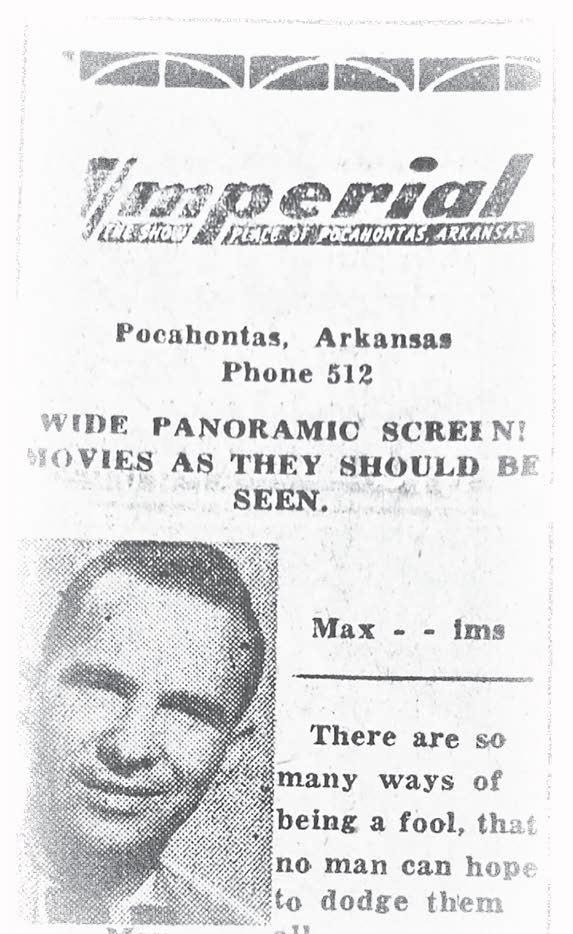 Imperial
THE SHOW PLACE OF POCAHONTAS, ARKANSAS
Pocahontas, Arkansas
Phone 512
WIDE PANORAMIC SCREEN!
MOVIES AS THEY SHOULD BE
SEEN.
Max - - ims
There are so
many ways of
being a fool, that
no man can hope
to dodge them
all